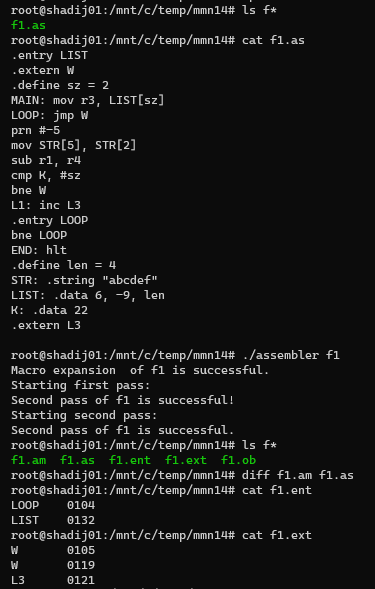 root@shadij01:/mnt/c/temp/mmn14# ls f*
f1.as
root@shadij01:/mnt/c/temp/mmn14# cat f1.as
.entry LIST
.extern W
.define sz = 2
MAIN: mov r3, LIST[sz]
LOOP: jmp W
prn #-5
mov STR[5], STR[2]
sub r1, r4
cmp K, #sz
bne W
L1: inc L3
.entry LOOP
bne LOOP
END: hlt
.define len = 4
STR: .string "abcdef"
LIST: .data 6, -9, len
K: .data 22
.extern L3
root@shadij01:/mnt/c/temp/mmn14# ./assembler f1
Macro expansion  of f1 is successful.
Starting first pass:
Second pass of f1 is successful!
Starting second pass:
Second pass of f1 is successful.
root@shadij01:/mnt/c/temp/mmn14# ls f*
f1.am  f1.as  f1.ent  f1.ext  f1.ob
root@shadij01:/mnt/c/temp/mmn14# diff f1.am f1.as
root@shadij01:/mnt/c/temp/mmn14# cat f1.ent
LOOP    0104
LIST    0132
root@shadij01:/mnt/c/temp/mmn14# cat f1.ext
W       0105
W       0119
L3      0121